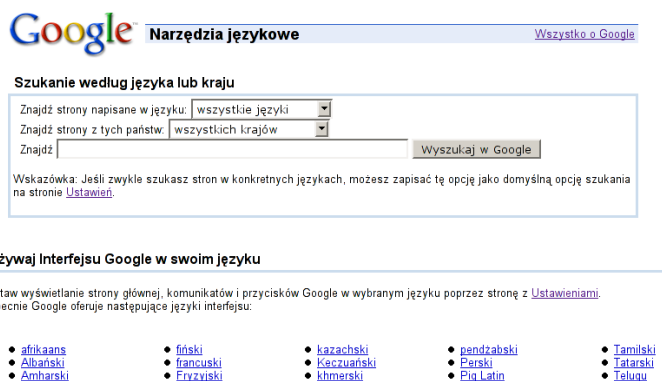 Google Narzędzia językowe Wszystko o Google
Szukanie według języka lub kraju
Znajdź strony napisane w języku: wszystkie języki
Znajdź strony z tych państw: wszystkich krajów
Znajdź Wyszukaj w Google
Wskazówka: Jeśli zwykle szukasz stron w konkretnych językach, możesz zapisać tę opcję jako domyślną opcję szukania
na stronie Ustawień.
żywaj Interfejsu Google w swoim języku
taw wyświetlanie strony głównej, komunikatów i przycisków Google w wybranym języku poprzez stronę z Ustawieniami.
ecnie Google oferuje następujące języki interfejsu:
• afrikaans • fiński • kazachski • pendżabski • Tamilski
• Albański • francuski • Keczuański • Perski • Tatarski
• Amharski • Fryzyjski • khmerski • Pig Latin • Telugu